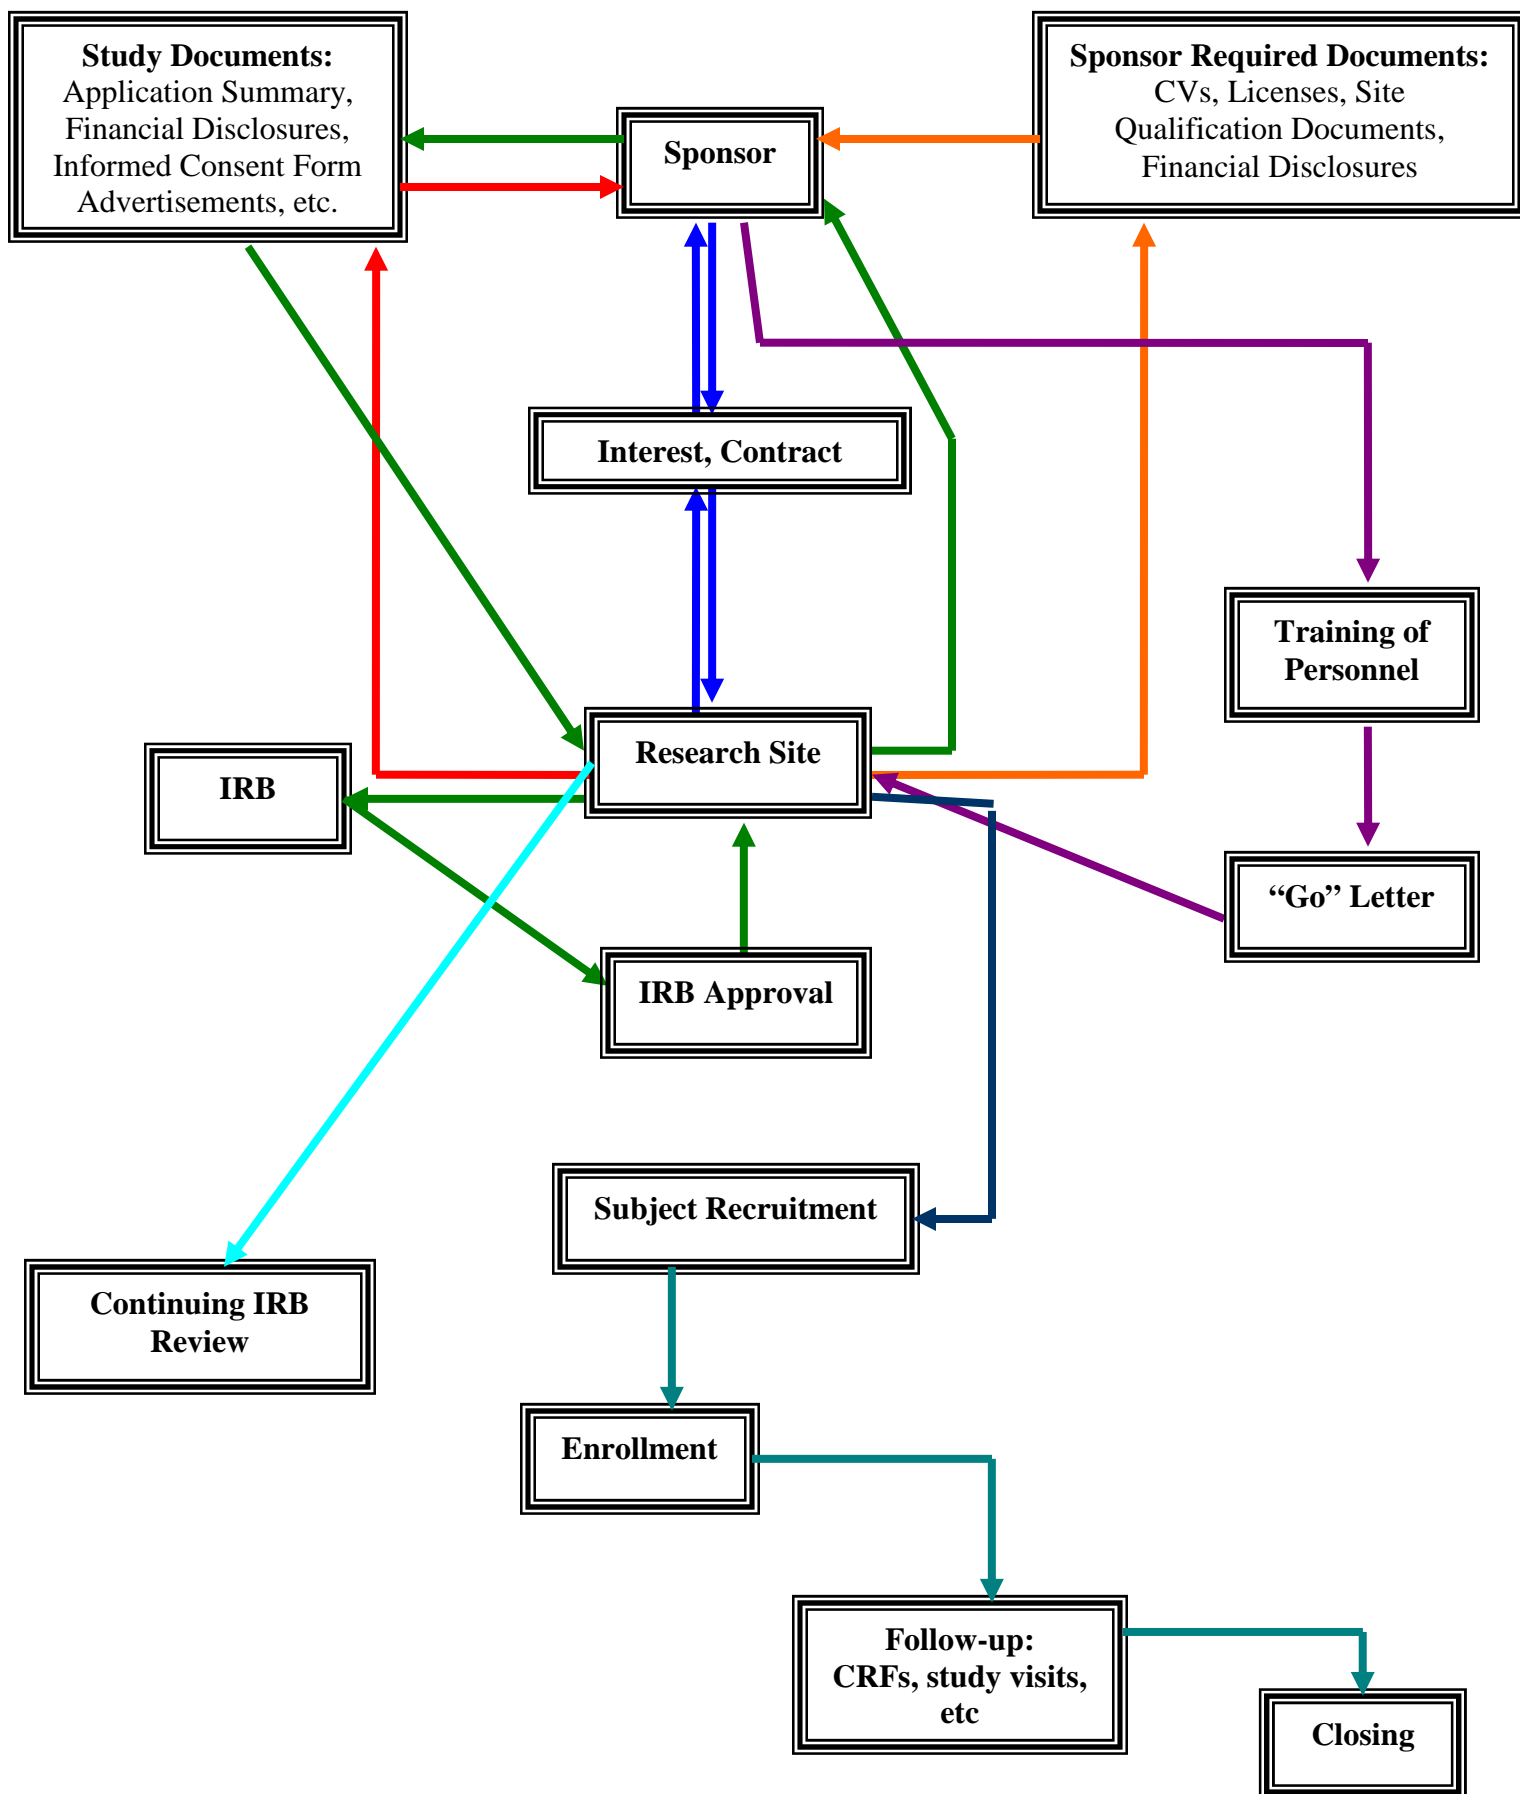 Study Documents:
Application Summary,
Financial Disclosures,
Informed Consent Form
Advertisements, etc.
Sponsor
Sponsor Required Documents:
CVs, Licenses, Site
Qualification Documents,
Financial Disclosures
Interest, Contract
Training of
Personnel
Research Site
IRB
“Go” Letter
IRB Approval
Subject Recruitment
Continuing IRB
Review
Enrollment
Follow-up:
CRFs, study visits,
etc
Closing